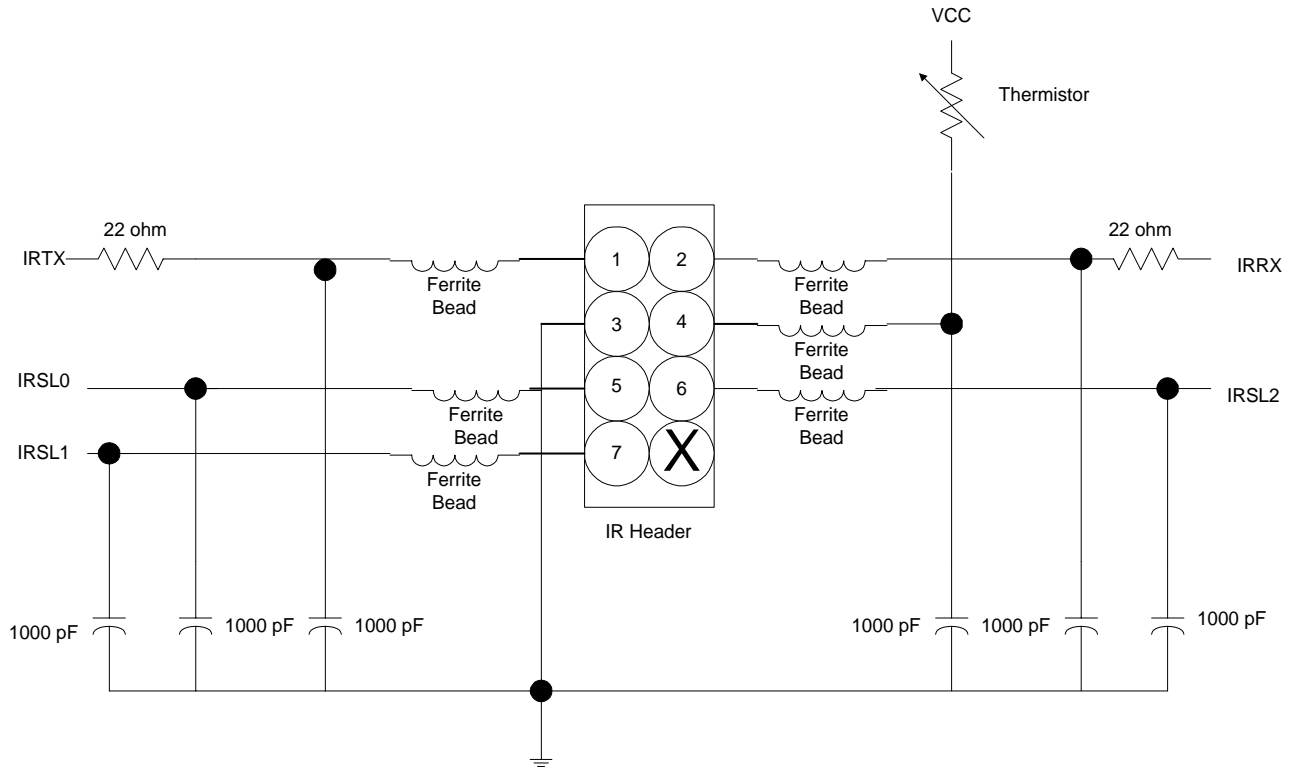 VCC
Thermistor
22 ohm
22 ohm
IRTX
1
2
IRRX
Ferrite
Bead
Ferrite
Bead
3
4
Ferrite
Bead
IRSL0
5
6
IRSL2
Ferrite
Bead
Ferrite
Bead
IRSL1
7
X
Ferrite
Bead
IR Header
1000 pF
1000 pF
1000 pF
1000 pF
1000 pF
1000 pF